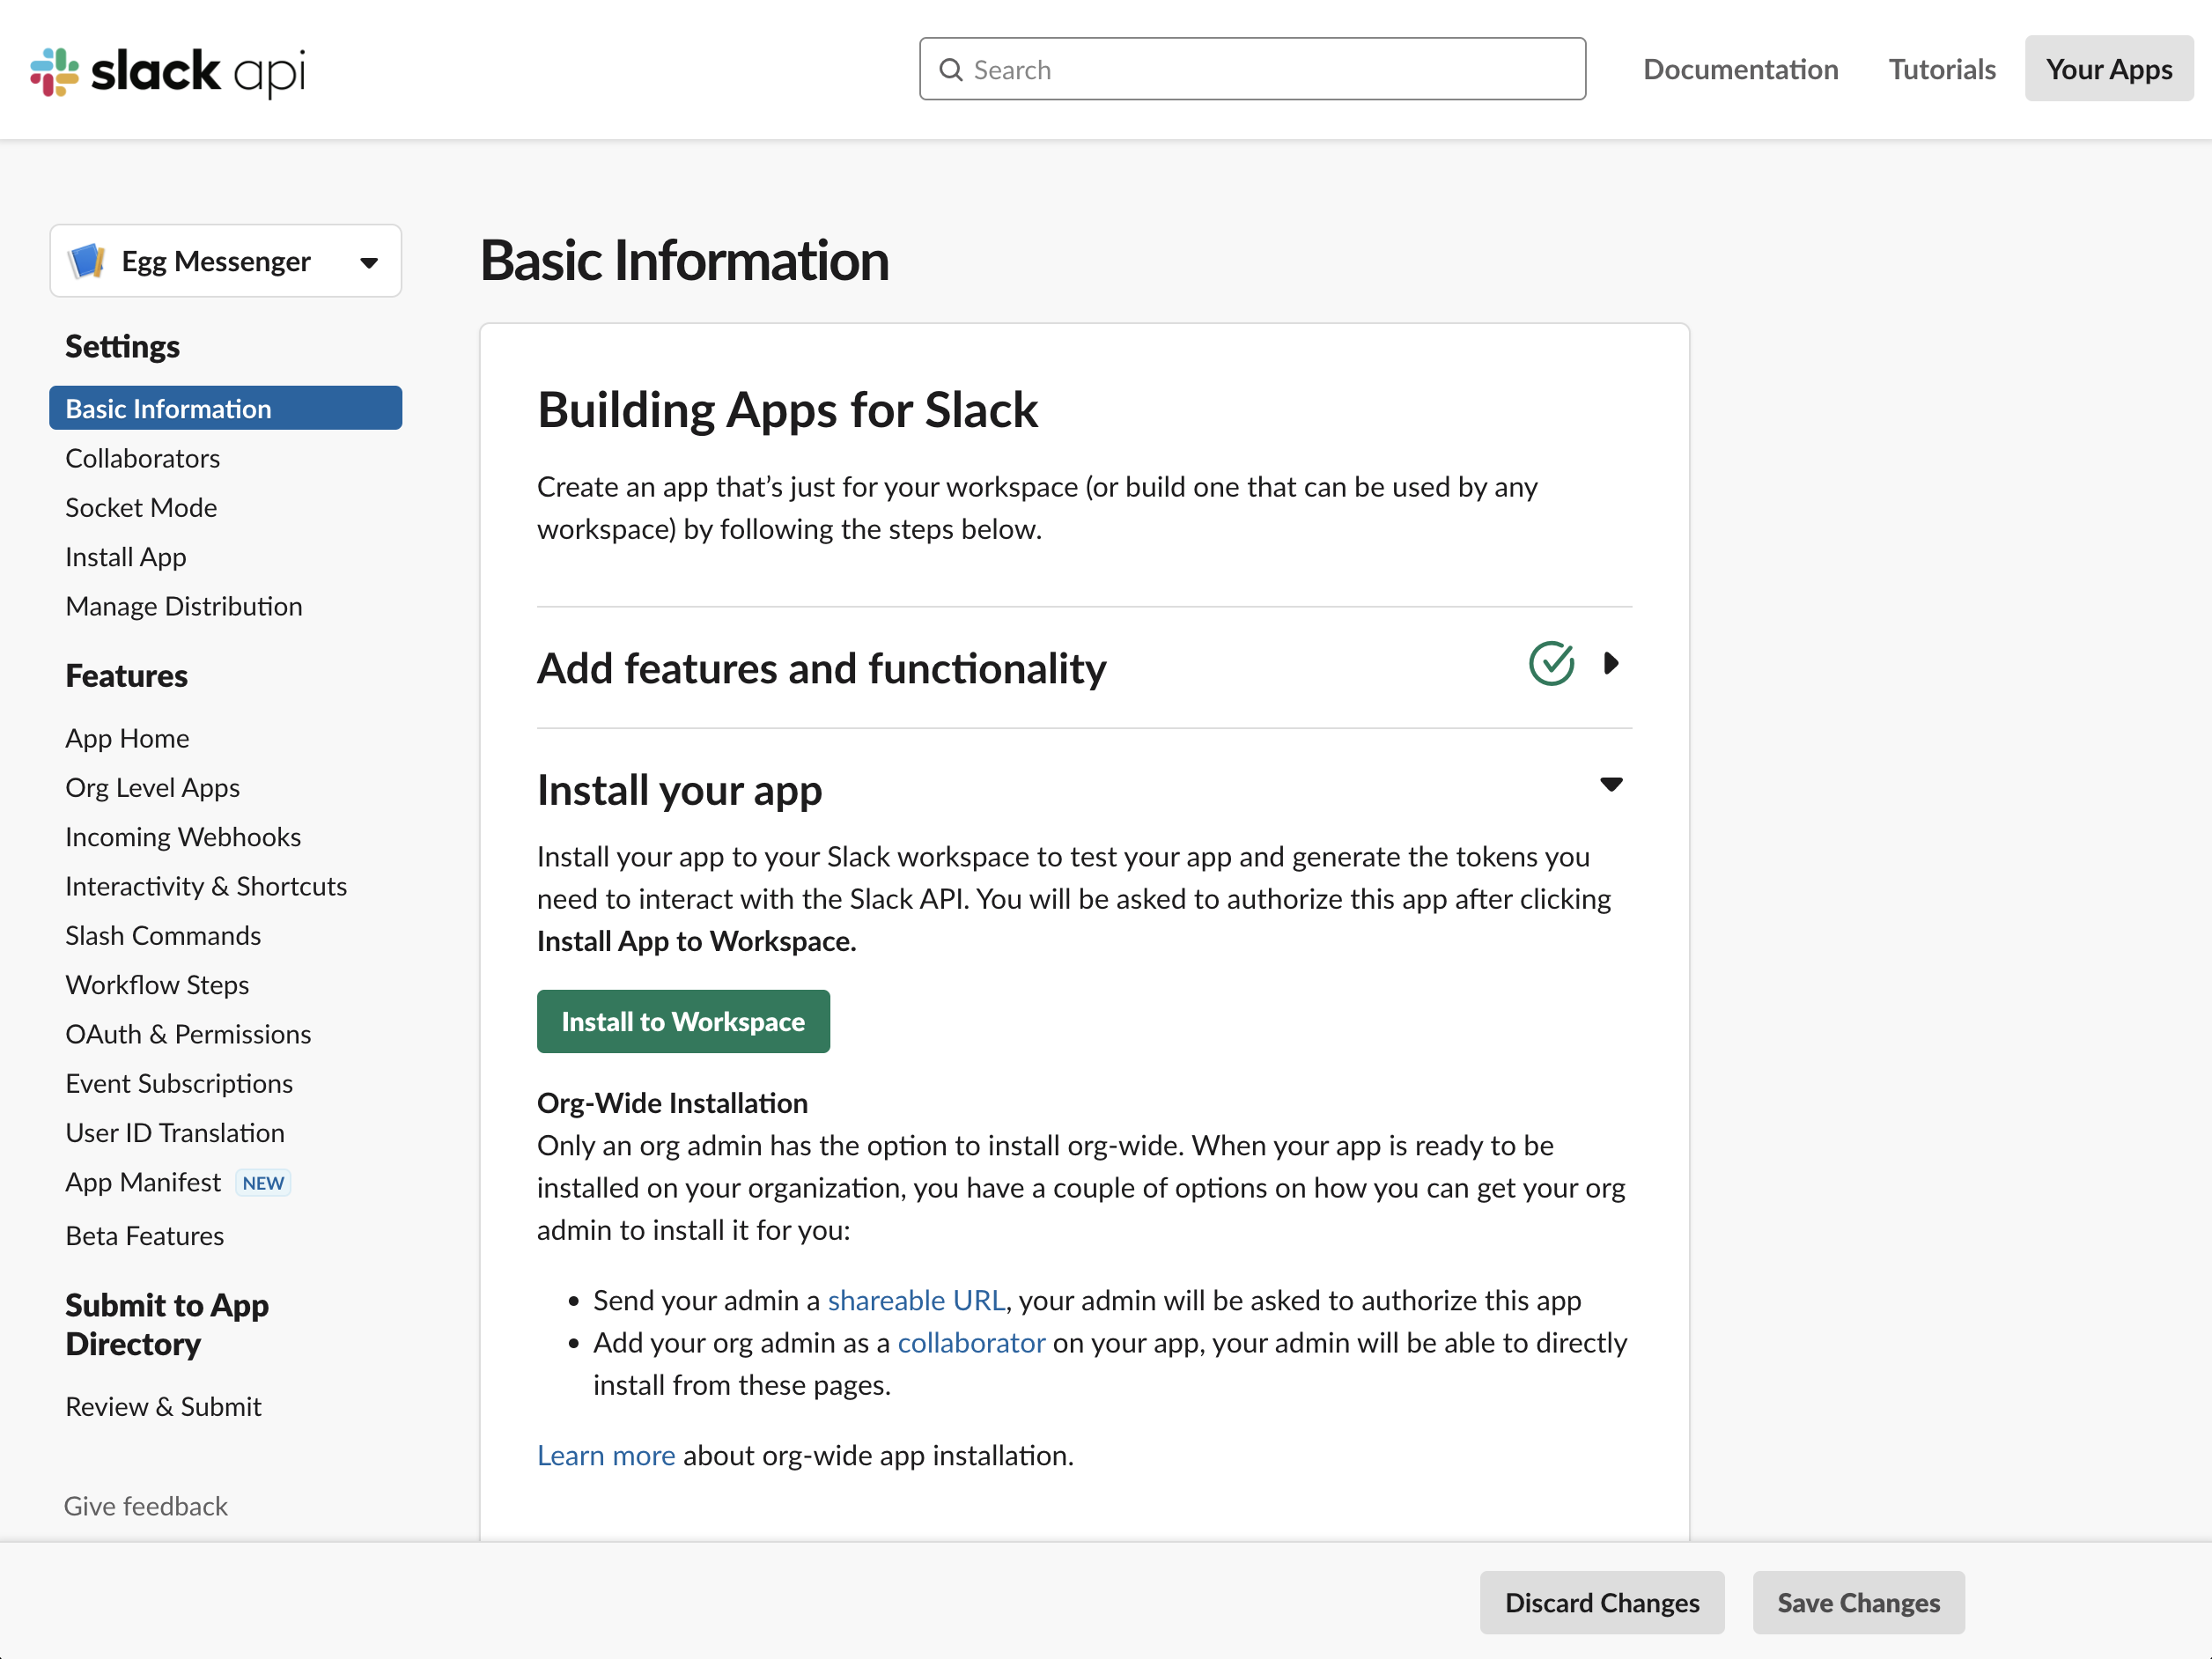 slack api
Search
Documentation
Tutorials
Your Apps
Egg Messenger
Settings
Basic Information
Collaborators
Socket Mode
Install App
Manage Distribution
Features
App Home
Org Level Apps
Incoming Webhooks
Interactivity & Shortcuts
Slash Commands
Workflow Steps
OAuth & Permissions
Event Subscriptions
User ID Translation
App Manifest NEW
Beta Features
Submit to App
Directory
Review & Submit
Give feedback
Basic Information
Building Apps for Slack
Create an app that’s just for your workspace (or build one that can be used by any
workspace) by following the steps below.
Add features and functionality
Install your app
Install your app to your Slack workspace to test your app and generate the tokens you
need to interact with the Slack API. You will be asked to authorize this app after clicking
Install App to Workspace.
Install to Workspace
Org-Wide Installation
Only an org admin has the option to install org-wide. When your app is ready to be
installed on your organization, you have a couple of options on how you can get your org
admin to install it for you:
• Send your admin a shareable URL, your admin will be asked to authorize this app
• Add your org admin as a collaborator on your app, your admin will be able to directly
install from these pages.
Learn more about org-wide app installation.
Discard Changes
Save Changes